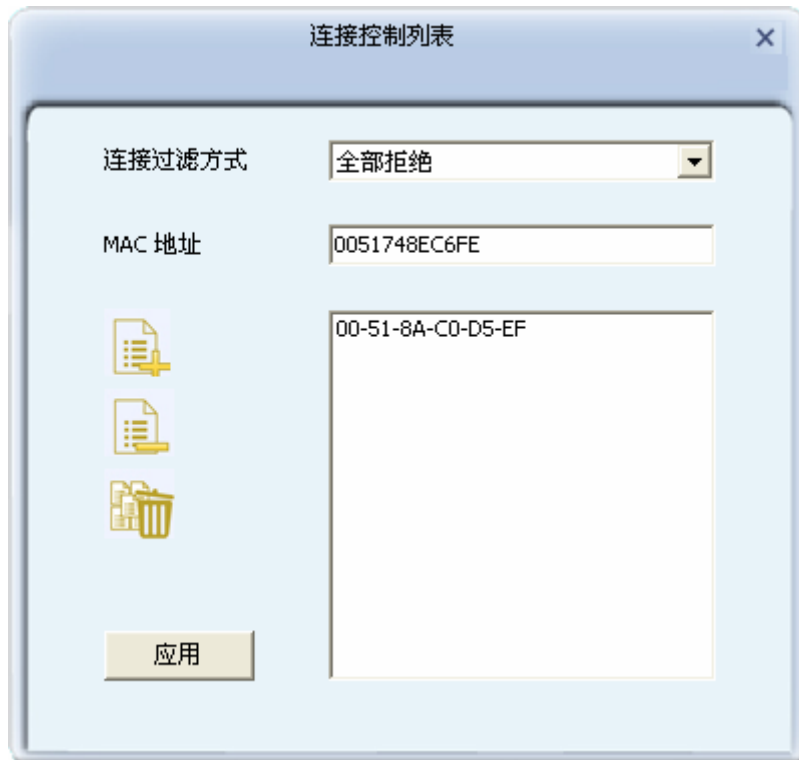 连接控制列表
连接过滤方式
全部拒绝
MAC 地址
0051748EC6FE
00-51-8A-C0-D5-EF
应用